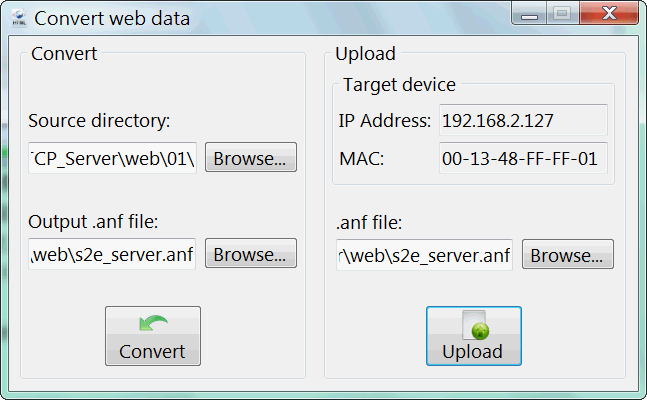 Convert web data
Convert
Source directory:
TCP_Server\web\01\
Browse...
Output .anf file:
\web\s2e_server.anf
Browse...
Convert
Upload
Target device
IP Address: 192.168.2.127
MAC: 00-13-48-FF-FF-01
.anf file:
r\web\s2e_server.anf
Browse...
Upload